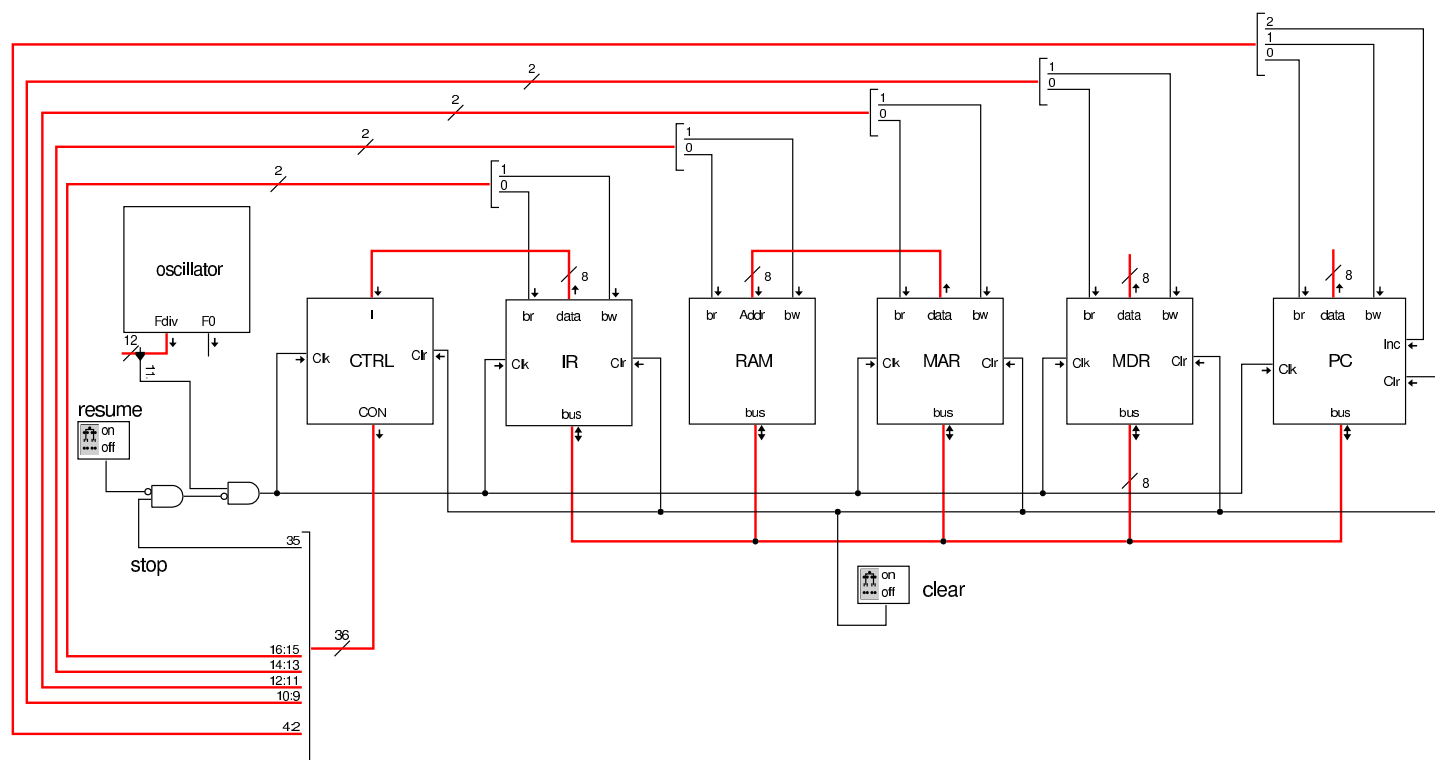 2
1
0
2
1
0
2
1
0
2
1
0
2
1
0
oscillator
Fdiv F0
12
11.
8
8
8
8
I
br data bw
br Addr bw
br data bw
br data bw
br data bw
Inc
Clk CTRL Clr
Clk IR Clr
RAM
Clk MAR Clr
Clk MDR Clr
Clk PC Clr
CON
bus
bus
bus
bus
bus
resume
on
off
8
35
stop
on
off
clear
36
16:15
14:13
12:11
10:9
4:2